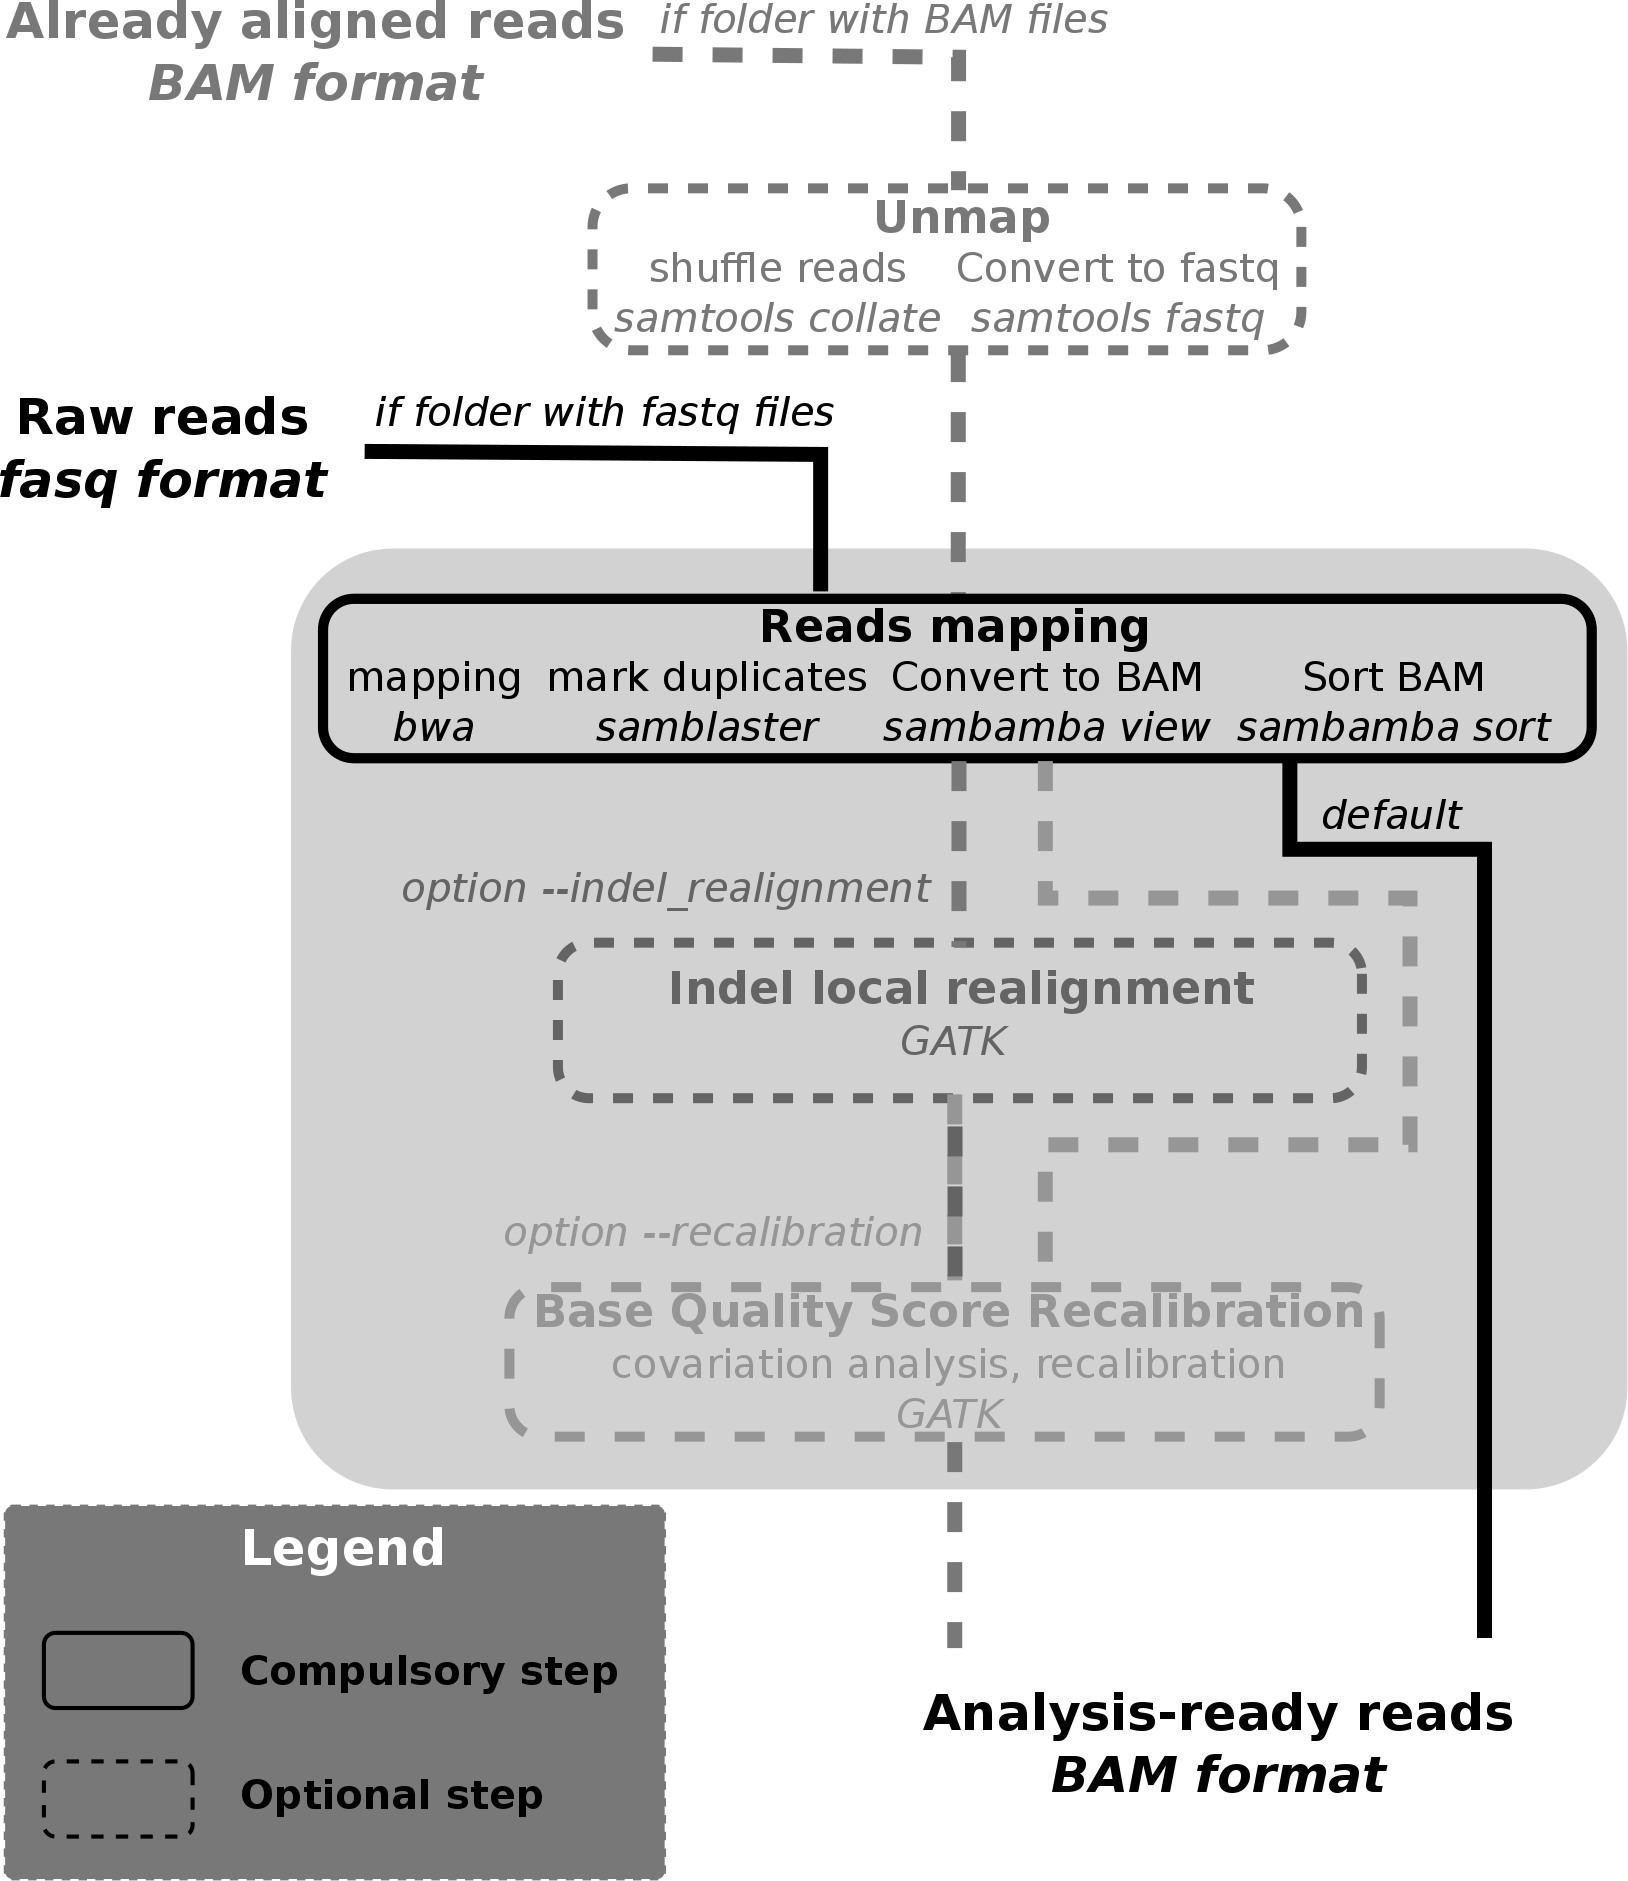 Already aligned reads
BAM format
if folder with BAM files
Unmap
shuffle reads Convert to fastq
samtools collate samtools fastq
Raw reads
fasq format
if folder with fastq files
Reads mapping
mapping mark duplicates Convert to BAM Sort BAM
bwa samblaster sambamba view sambamba sort
default
option --indel_realignment
Indel local realignment
GATK
option --recalibration
Base Quality Score Recalibration
covariation analysis, recalibration
GATK
Legend
Compulsory step
Optional step
Analysis-ready reads
BAM format